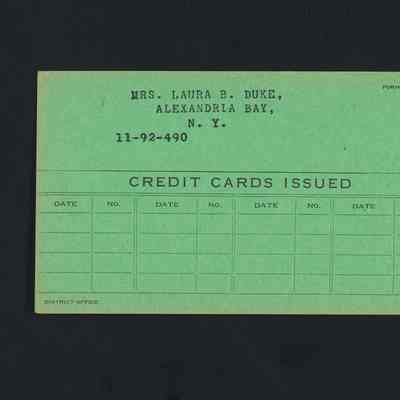 FORM
MRS. LAURA B. DUKE,
ALEXANDRIA BAY,
N. Y.
11-92-490
CREDIT CARDS ISSUED
DATE NO. DATE NO. DATE NO. DATE
DISTRICT OFFICE